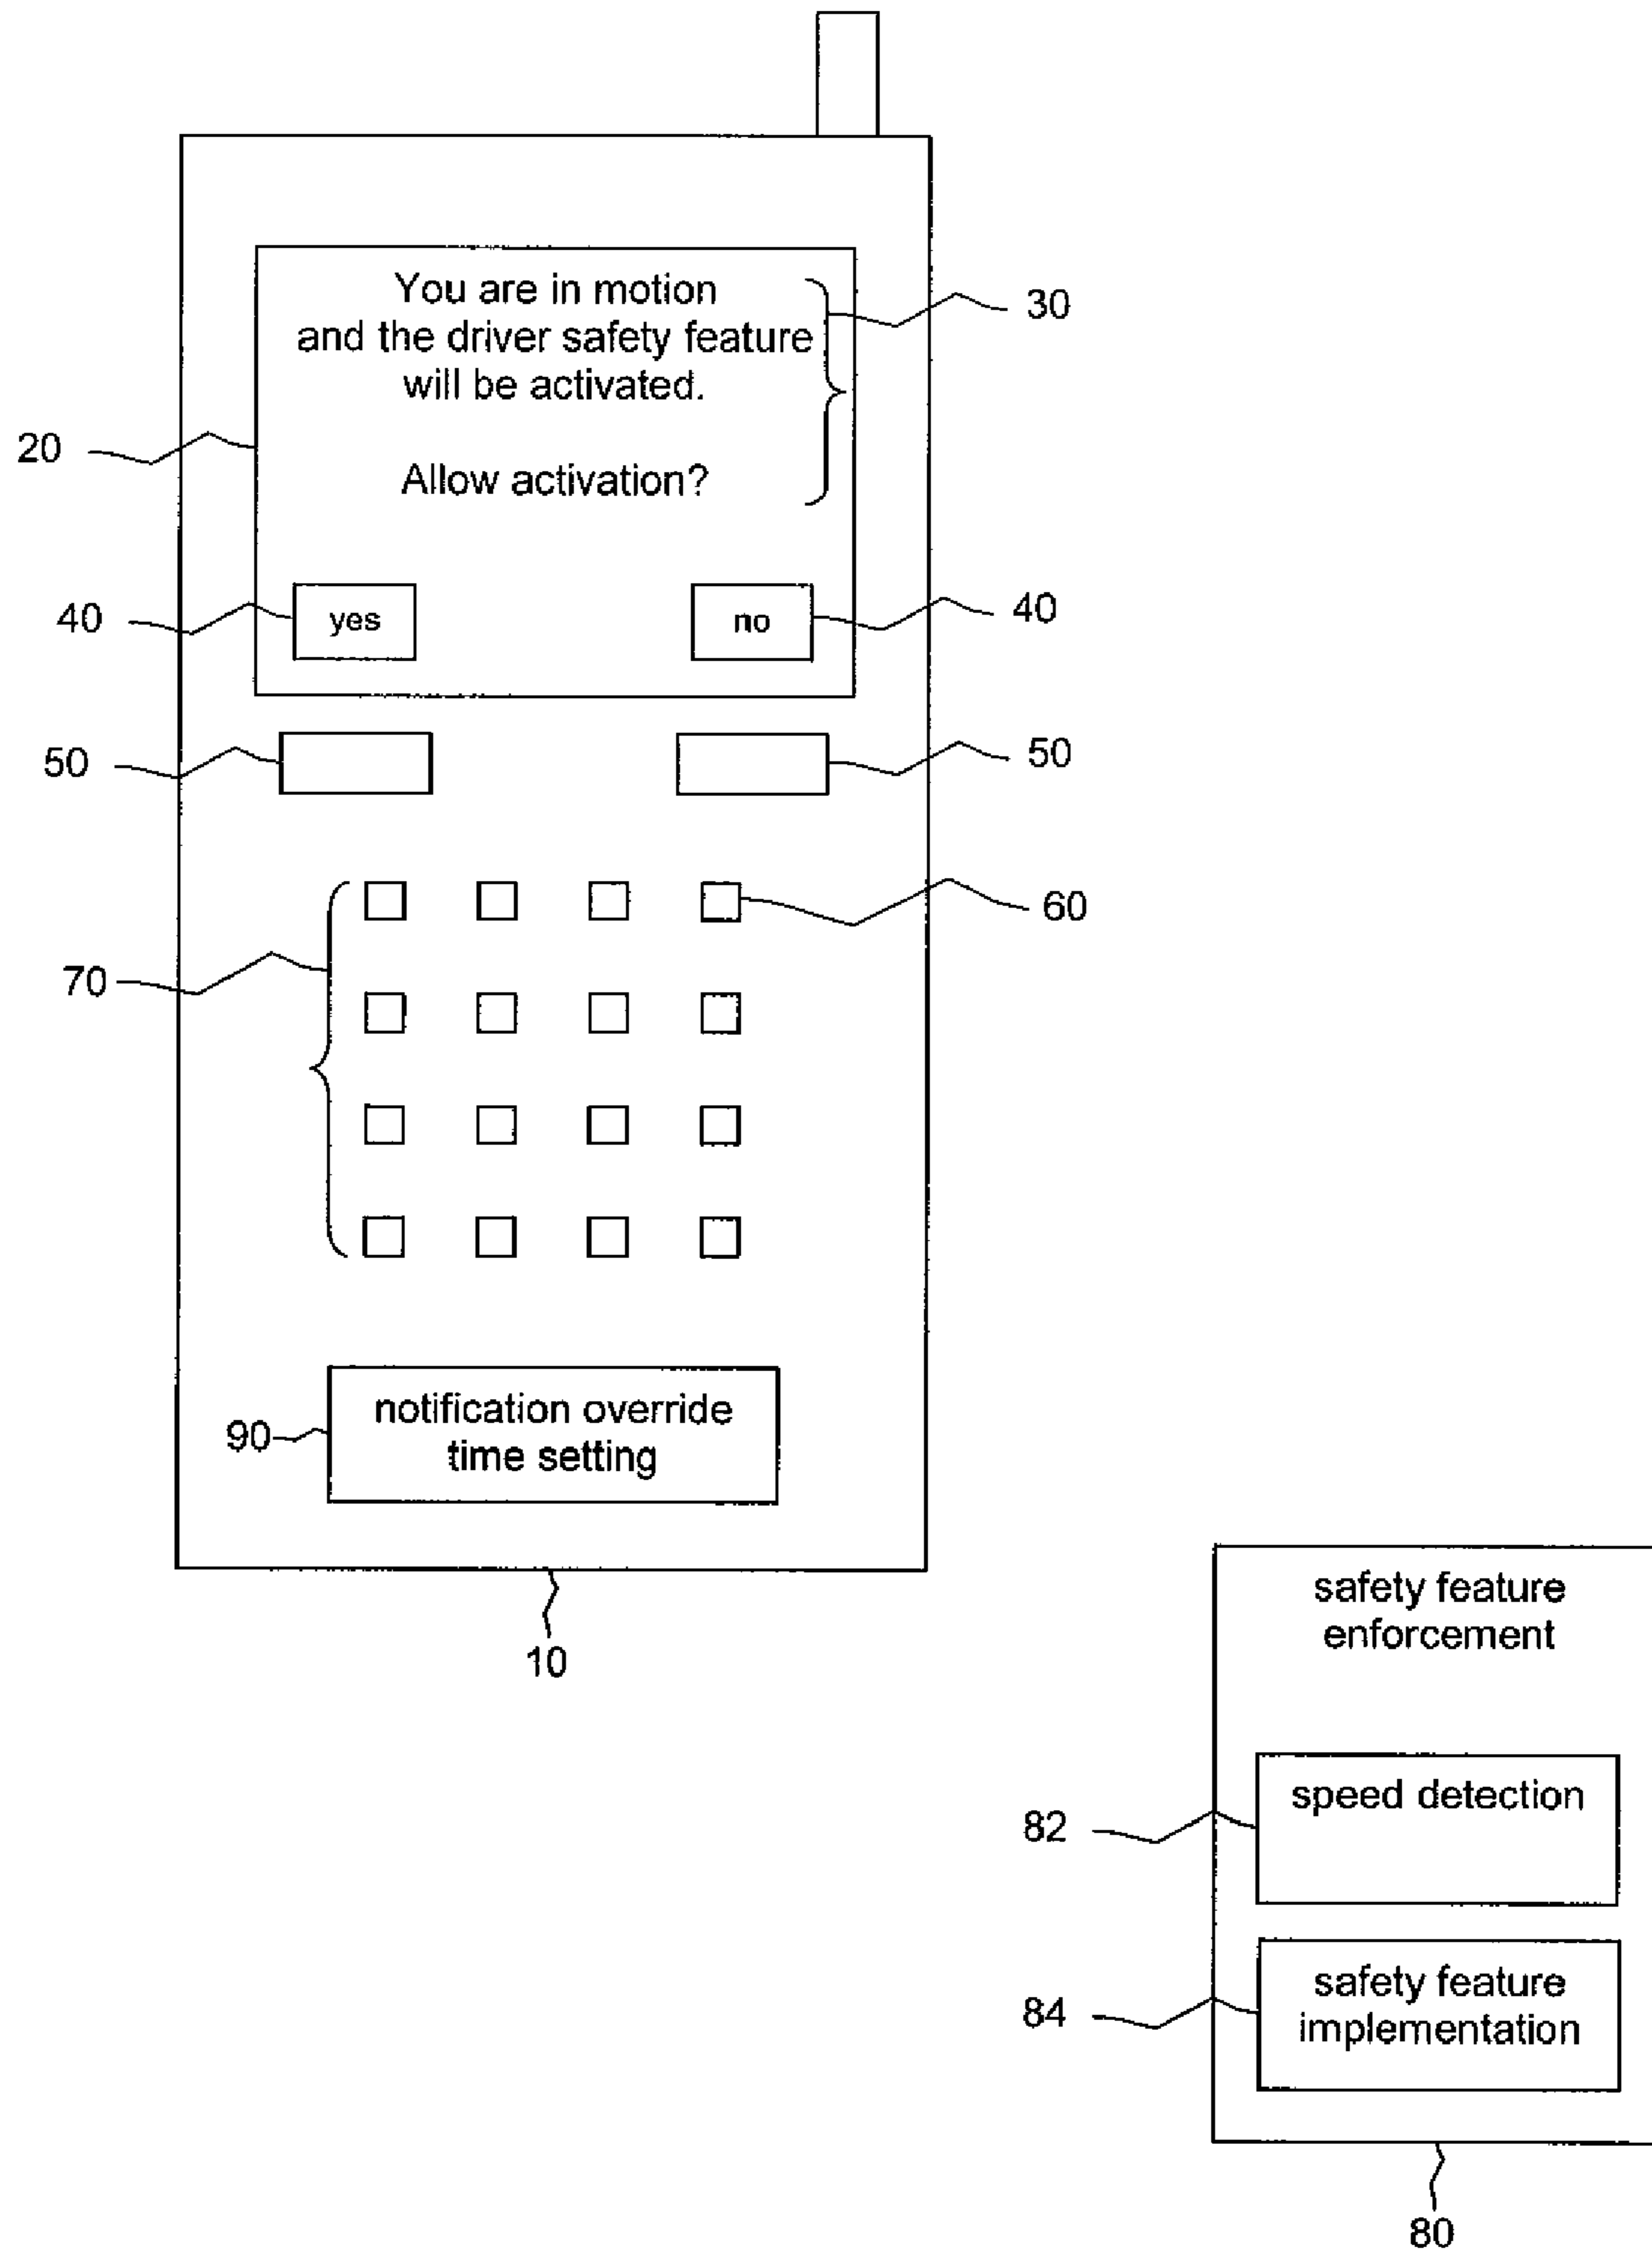 You are in motion
and the driver safety feature
will be activated.
30
20
Allow activation?
40
yes
no
40
50
50
60
70
90
notification override
time setting
10
safety feature
enforcement
82
speed detection
84
safety feature
implementation
80